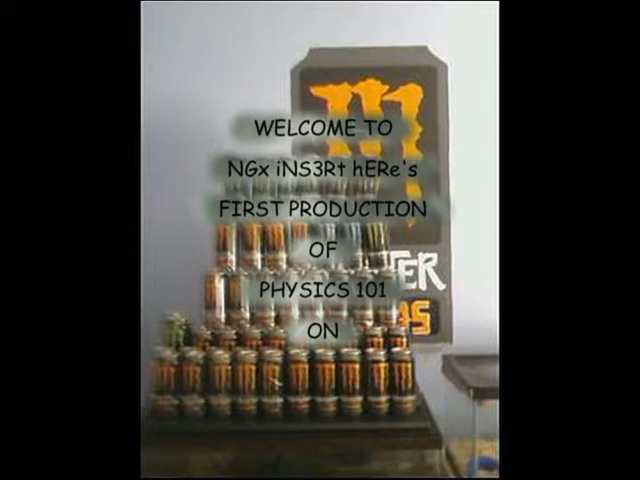 WELCOME TO
NGx iNS3Rt hERe's
FIRST PRODUCTION
OF
PHYSICS 101
ON